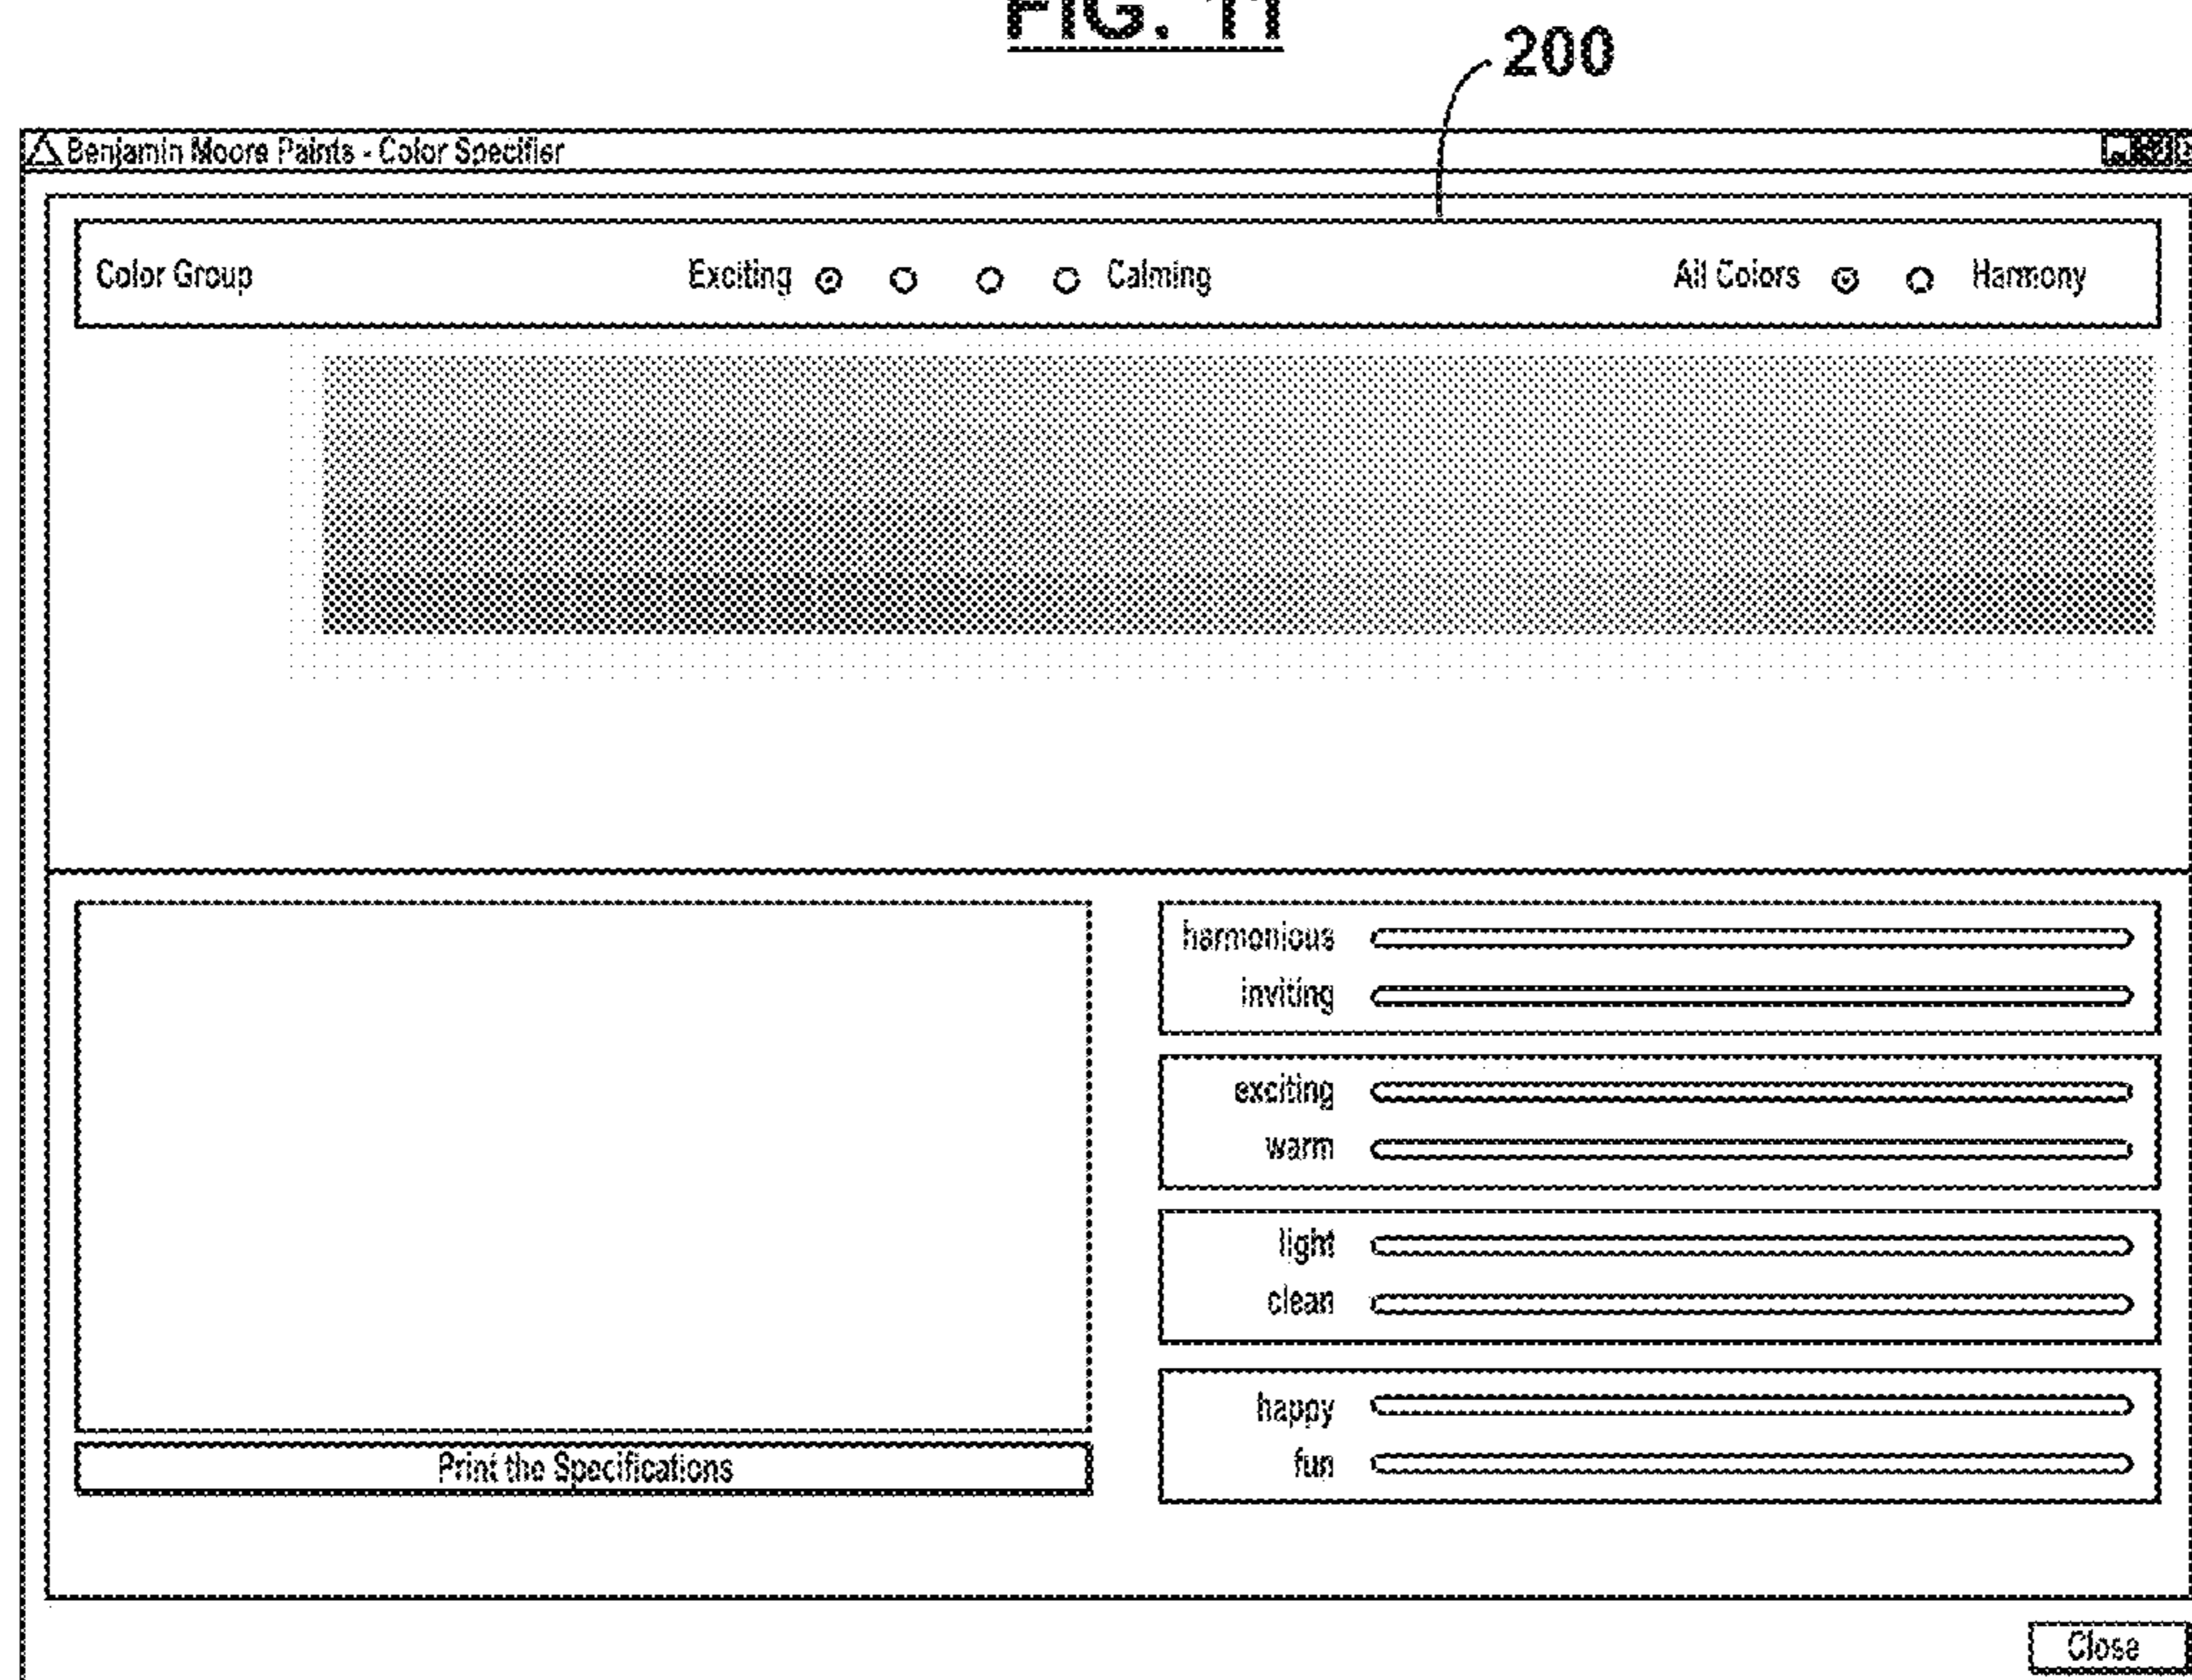 FIG. 11
200
Benjamin Moore Paints - Color Specifier
Color Group Exciting Calming All Colors Harmony
harmonious
inviting
exciting
warm
light
clean
happy
fun
Print the Specifications
Close